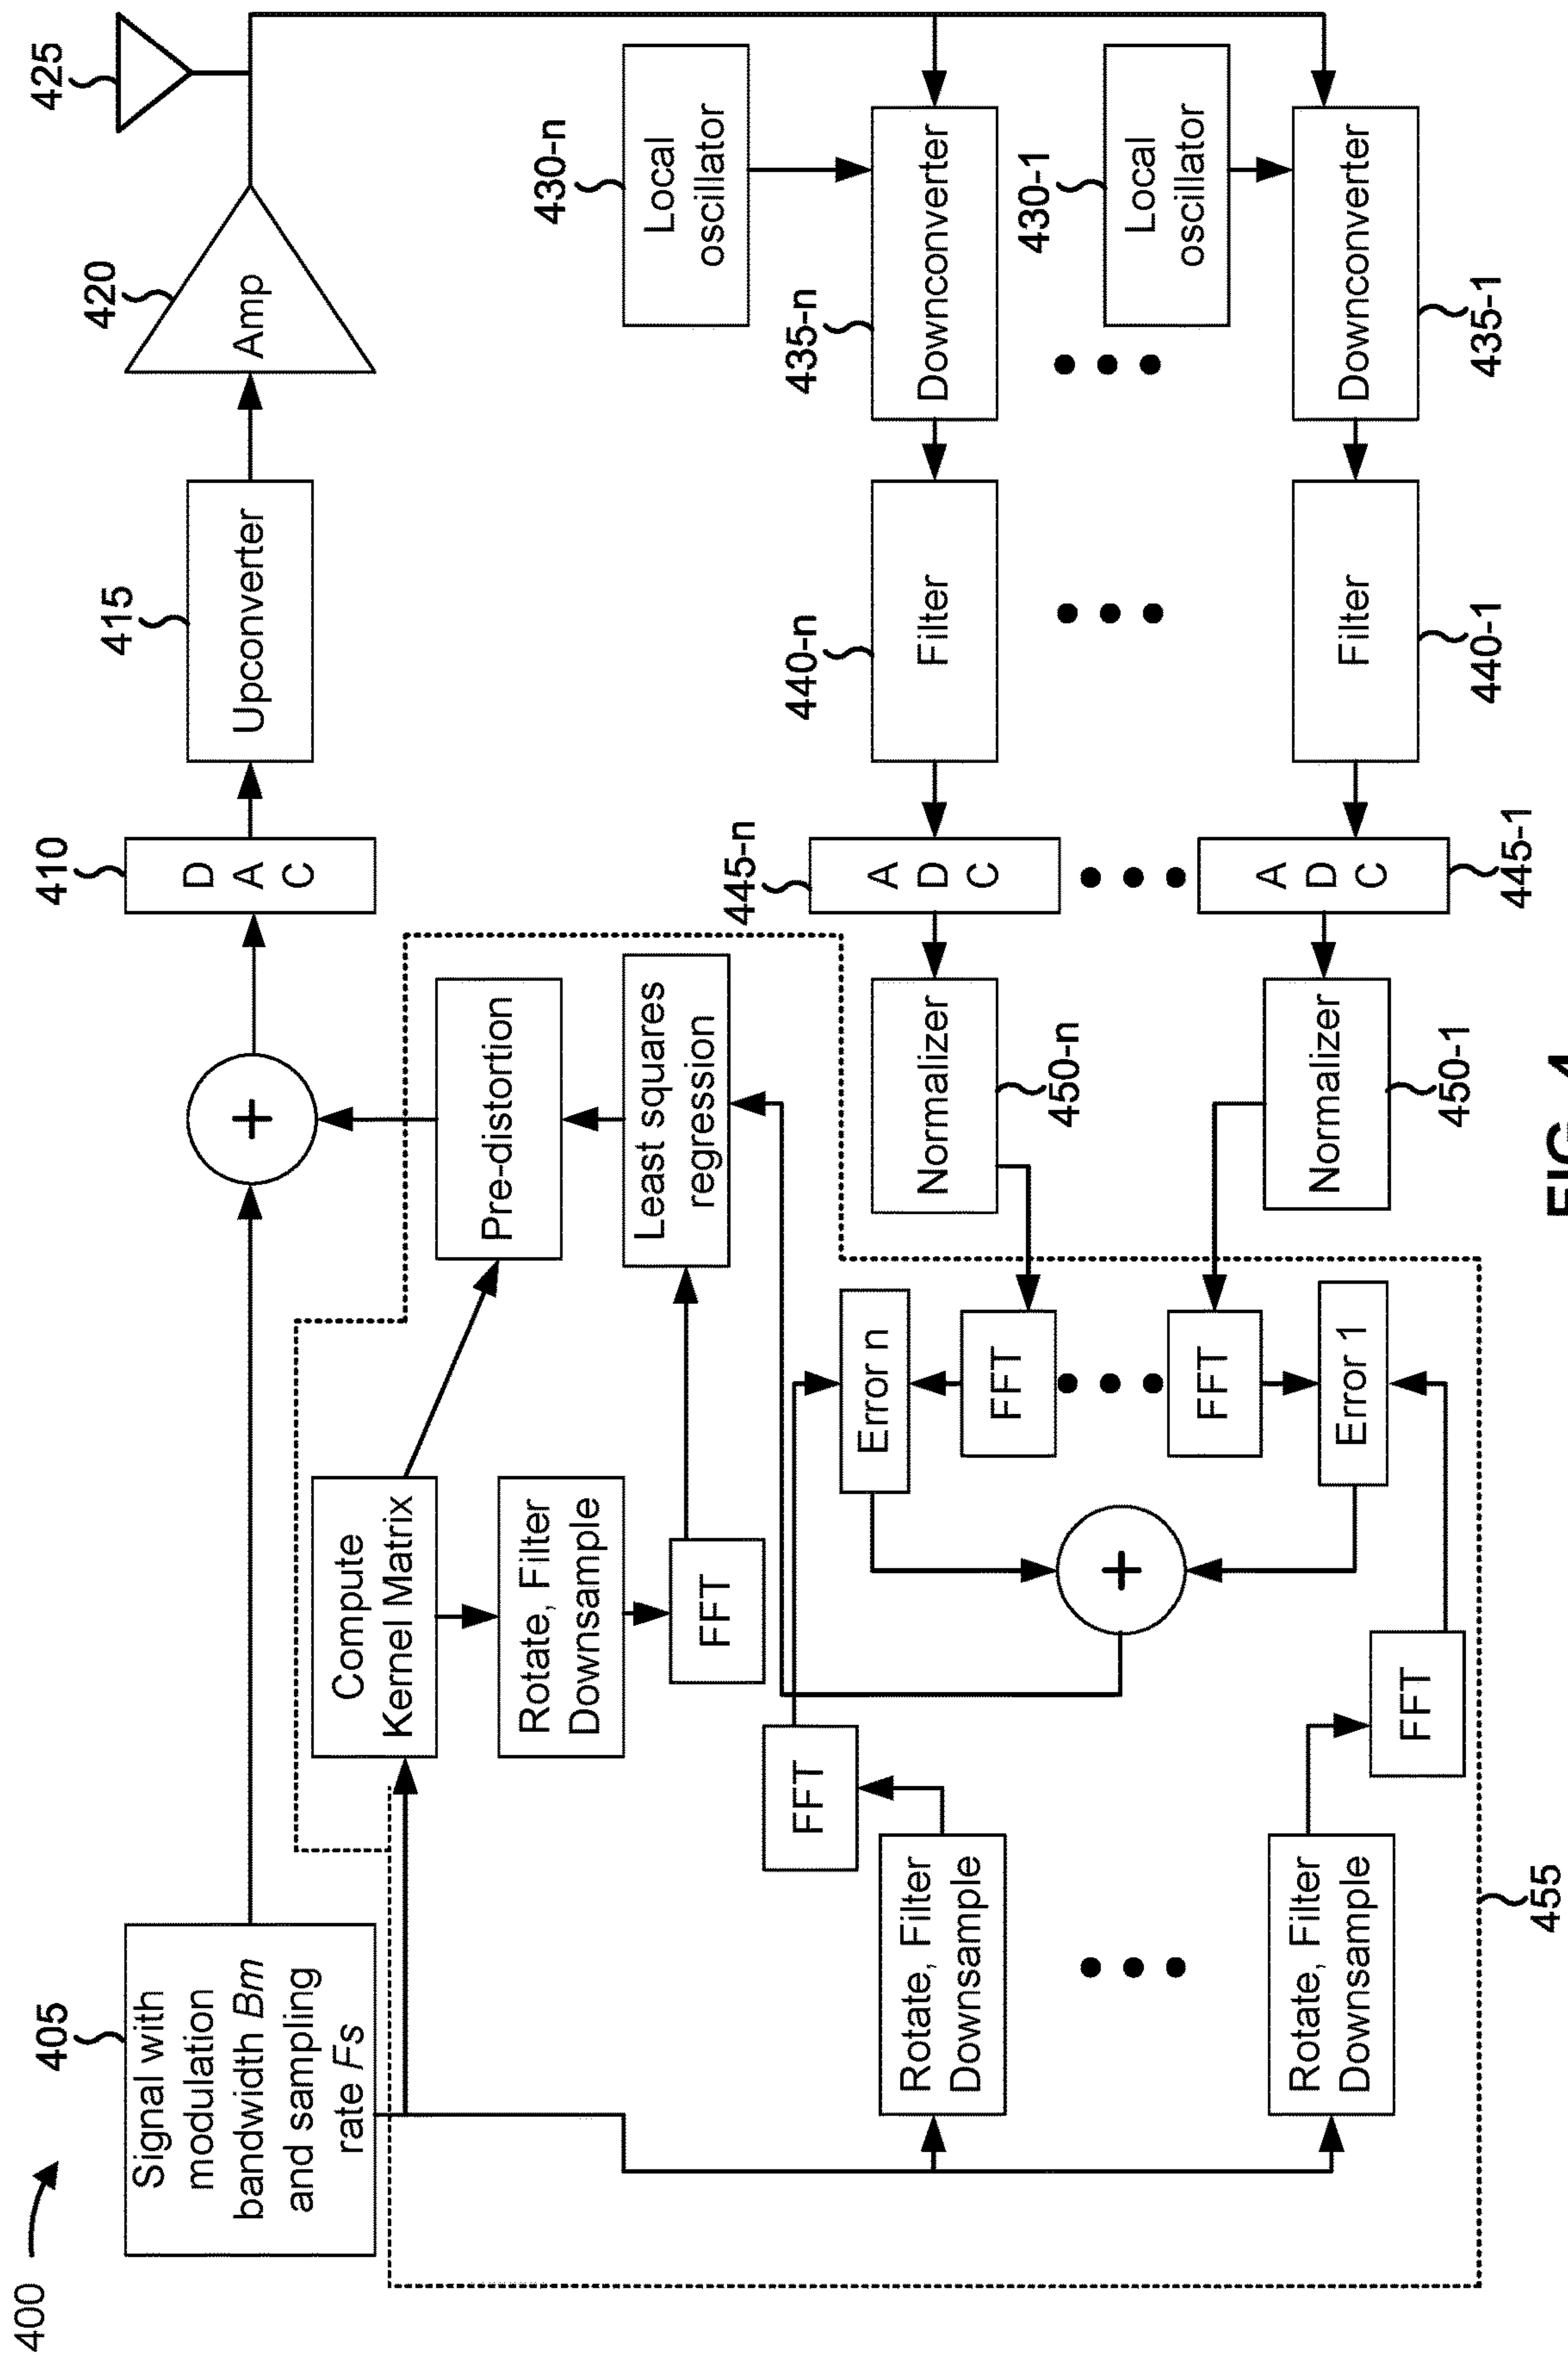 400
405
Signal with
modulation
bandwidth Bm
and sampling
rate Fs
+
410
D
A
C
415
Upconverter
420
Amp
425
Compute
Kernel Matrix
Pre-distortion
Rotate, Filter
Downsample
FFT
Least squares
regression
430-n
Local
oscillator
435-n
Downconverter
440-n
Filter
445-n
A
D
C
Normalizer
450-n
FFT
Error n
FFT
Rotate, Filter
Downsample
430-1
Local
oscillator
Downconverter
435-1
Filter
440-1
A
D
C
445-1
Normalizer
450-1
FFT
Error 1
+
FFT
Rotate, Filter
Downsample
455
FIG. 4